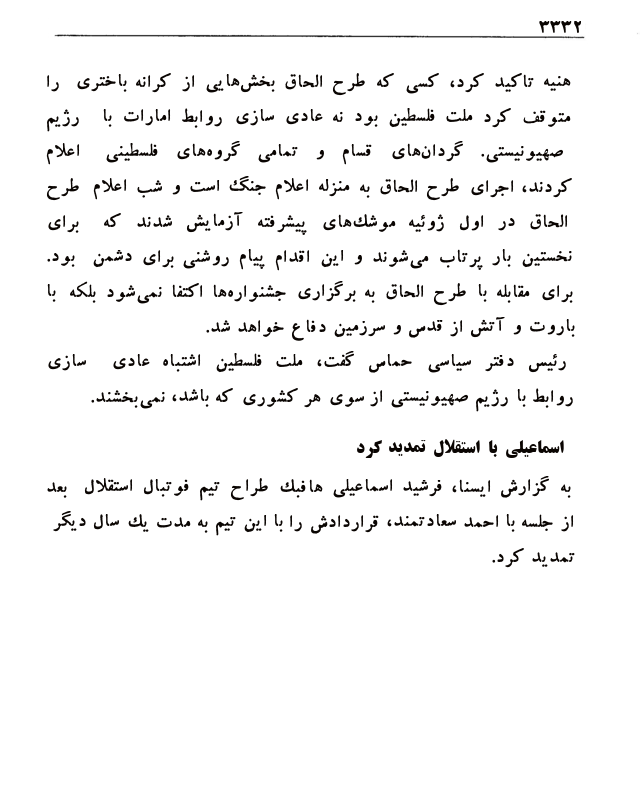 ۳۳۳۲
هنیه تاکید کرد، کسی که طرح الحاق بخش‌هایی از کرانه باختری را
متوقف کرد ملت فلسطین بود نه عادی سازی روابط امارات با رژیم
صهیونیستی. گردان‌های قسام و تمامی گروه‌های فلسطینی اعلام
کردند، اجرای طرح الحاق به منزله اعلام جنگ است و شب اعلام طرح
الحاق در اول ژوئیه موشك‌های پیشرفته آزمایش شدند که برای
نخستین بار پرتاب می‌شوند و این اقدام پیام روشنی برای دشمن بود.
برای مقابله با طرح الحاق به برگزاری جشنواره‌ها اکتفا نمی‌شود بلکه با
باروت و آتش از قدس و سرزمین دفاع خواهد شد.
رئیس دفتر سیاسی حماس گفت، ملت فلسطین اشتباه عادی سازی
روابط با رژیم صهیونیستی از سوی هر کشوری که باشد، نمی‌بخشند.
اسماعیلی با استقلال تمدید کرد
به گزارش ایسنا، فرشید اسماعیلی هافبك طراح تیم فوتبال استقلال بعد
از جلسه با احمد سعادتمند، قراردادش را با این تیم به مدت یك سال دیگر
تمدید کرد.